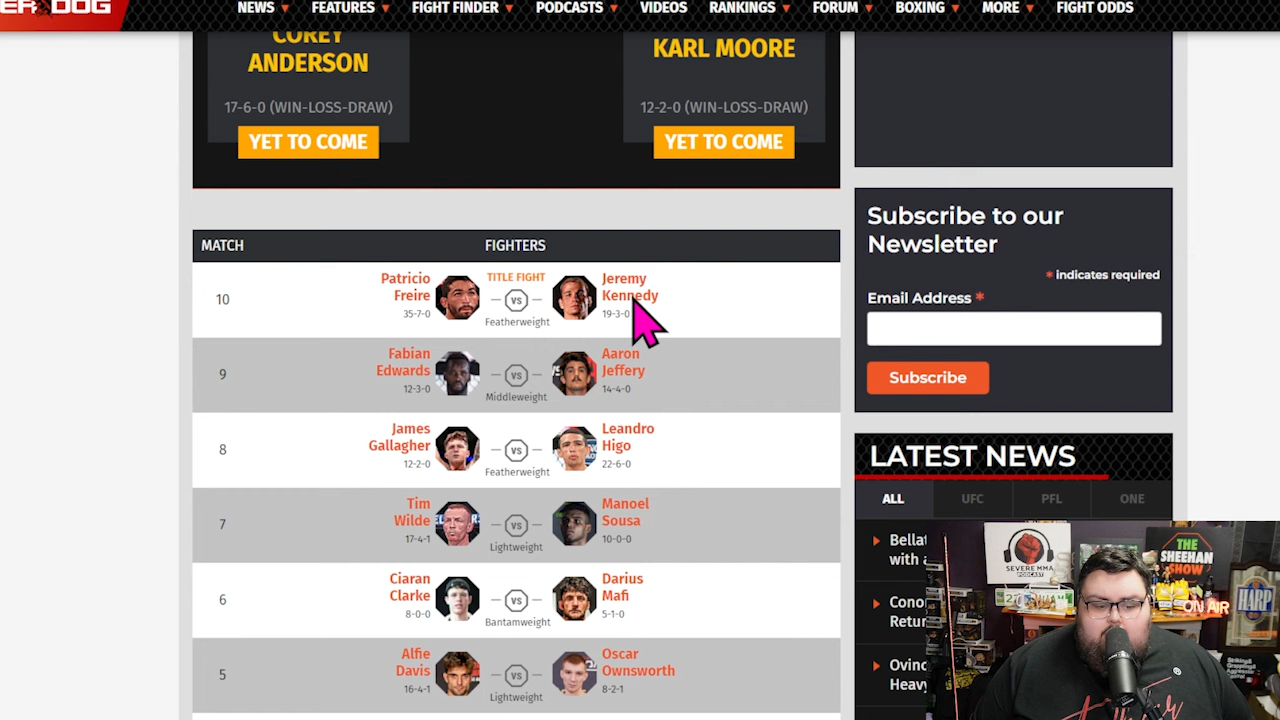 ER DOG
NEWS
FEATURES
FIGHT FINDER
PODCASTS
VIDEOS
RANKINGS
FORUM
BOXING
MORE
FIGHT ODDS
COREY
ANDERSON
17-6-0 (WIN-LOSS-DRAW)
YET TO COME
KARL MOORE
12-2-0 (WIN-LOSS-DRAW)
YET TO COME
MATCH
FIGHTERS
10
Patricio
Freire
35-7-0
TITLE FIGHT
VS
Featherweight
Jeremy
Kennedy
19-3-0
9
Fabian
Edwards
12-3-0
VS
Middleweight
Aaron
Jeffery
14-4-0
8
James
Gallagher
12-2-0
VS
Featherweight
Leandro
Higo
22-6-0
7
Tim
Wilde
17-4-1
VS
Lightweight
Manoel
Sousa
10-0-0
6
Ciaran
Clarke
8-0-0
VS
Bantamweight
Darius
Mafi
5-1-0
5
Alfie
Davis
16-4-1
VS
Lightweight
Oscar
Ownsworth
8-2-1
Subscribe to our
Newsletter
* indicates required
Email Address *
Subscribe
LATEST NEWS
ALL
UFC
PFL
ONE
Bellat
with a
Cono
Retur
Ovinc
Heavy
SEVERE MMA
PODCAST
THE
SHEEHAN
SHOW
ON AIR
HARP